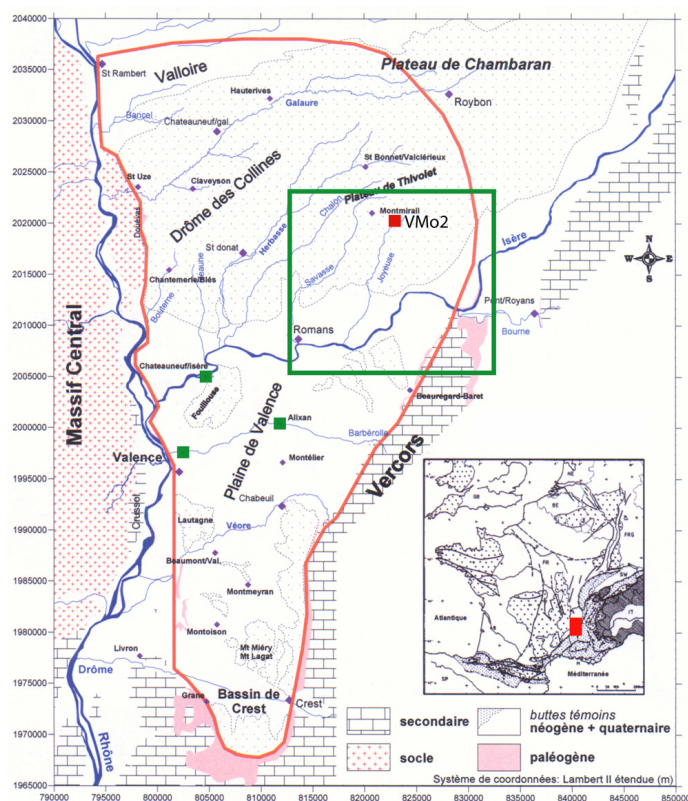 2040000
2035000
2030000
2025000
2020000
2015000
2010000
2005000
2000000
1995000
1990000
1985000
1980000
1975000
1970000
1965000
790000 795000 800000 805000 810000 815000 820000 825000 830000 835000 840000 845000
St Rambert
Valloire
Plateau de Chambaran
Hauterives
Galaure
Roybon
Bancel
Chateauneuf/gal
St Bonnet/Valclérieux
St Uze
Claveyson
Plateau de Thivolet
Chalon
Montmirail
VMo2
Drôme des Collines
Herbasse
St donat
Isère
N
W E
S
Chantemerle/Blés
Bouterne
Savasse
Joyeuse
Pont/Royans
Bourne
Romans
Massif Central
Chateauneuf/isère
Fouillouse
Beauregard-Baret
Alixan
Plaine de Valence
Barbérolle
Valence
Vercors
Montélier
Crussol
Chabeuil
Lautagne
Véore
Beaumont/Val.
Montmeyran
Montoison
Livron
Mt Miéry
Mt Lagat
Drôme
Grane
Bassin de
Crest
Crest
Rhône
Atlantique
Méditerranée
SP
IT
secondaire
socle
buttes témoins
néogène + quaternaire
paléogène
Système de coordonnées: Lambert II étendue (m)